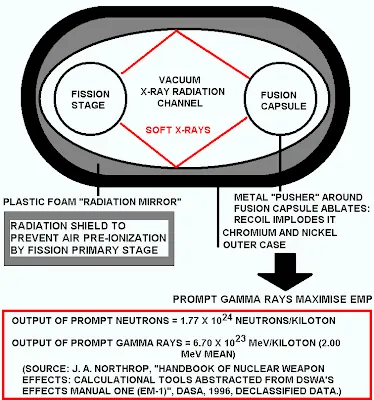 FISSION
STAGE
VACUUM
X-RAY RADIATION
CHANNEL
FUSION
CAPSULE
SOFT X-RAYS
PLASTIC FOAM "RADIATION MIRROR"
METAL "PUSHER" AROUND
FUSION CAPSULE ABLATES:
RECOIL IMPLODES IT
CHROMIUM AND NICKEL
OUTER CASE
RADIATION SHIELD TO
PREVENT AIR PRE-IONIZATION
BY FISSION PRIMARY STAGE
PROMPT GAMMA RAYS MAXIMISE EMP
OUTPUT OF PROMPT NEUTRONS = 1.77 X 10^24 NEUTRONS/KILOTON
OUTPUT OF PROMPT GAMMA RAYS = 6.70 X 10^23 MeV/KILOTON (2.00
MeV MEAN)
(SOURCE: J. A. NORTHROP, "HANDBOOK OF NUCLEAR WEAPON
EFFECTS: CALCULATIONAL TOOLS ABSTRACTED FROM DSWA'S
EFFECTS MANUAL ONE (EM-1)", DASA, 1996, DECLASSIFIED DATA.)